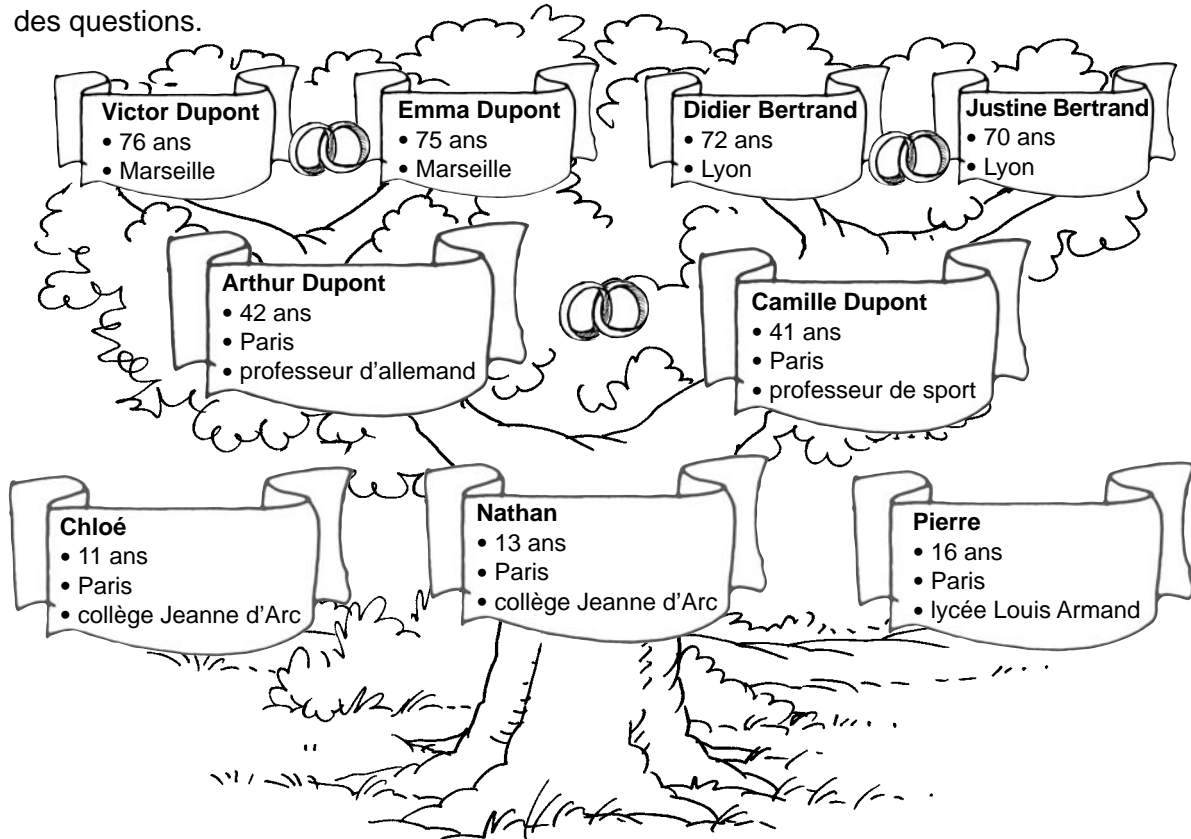 des questions.
Victor Dupont
• 76 ans
• Marseille
Emma Dupont
• 75 ans
• Marseille
Didier Bertrand
• 72 ans
• Lyon
Justine Bertrand
• 70 ans
• Lyon
Arthur Dupont
• 42 ans
• Paris
• professeur d'allemand
Camille Dupont
• 41 ans
• Paris
• professeur de sport
Chloé
• 11 ans
• Paris
• collège Jeanne d'Arc
Nathan
• 13 ans
• Paris
• collège Jeanne d'Arc
Pierre
• 16 ans
• Paris
• lycée Louis Armand